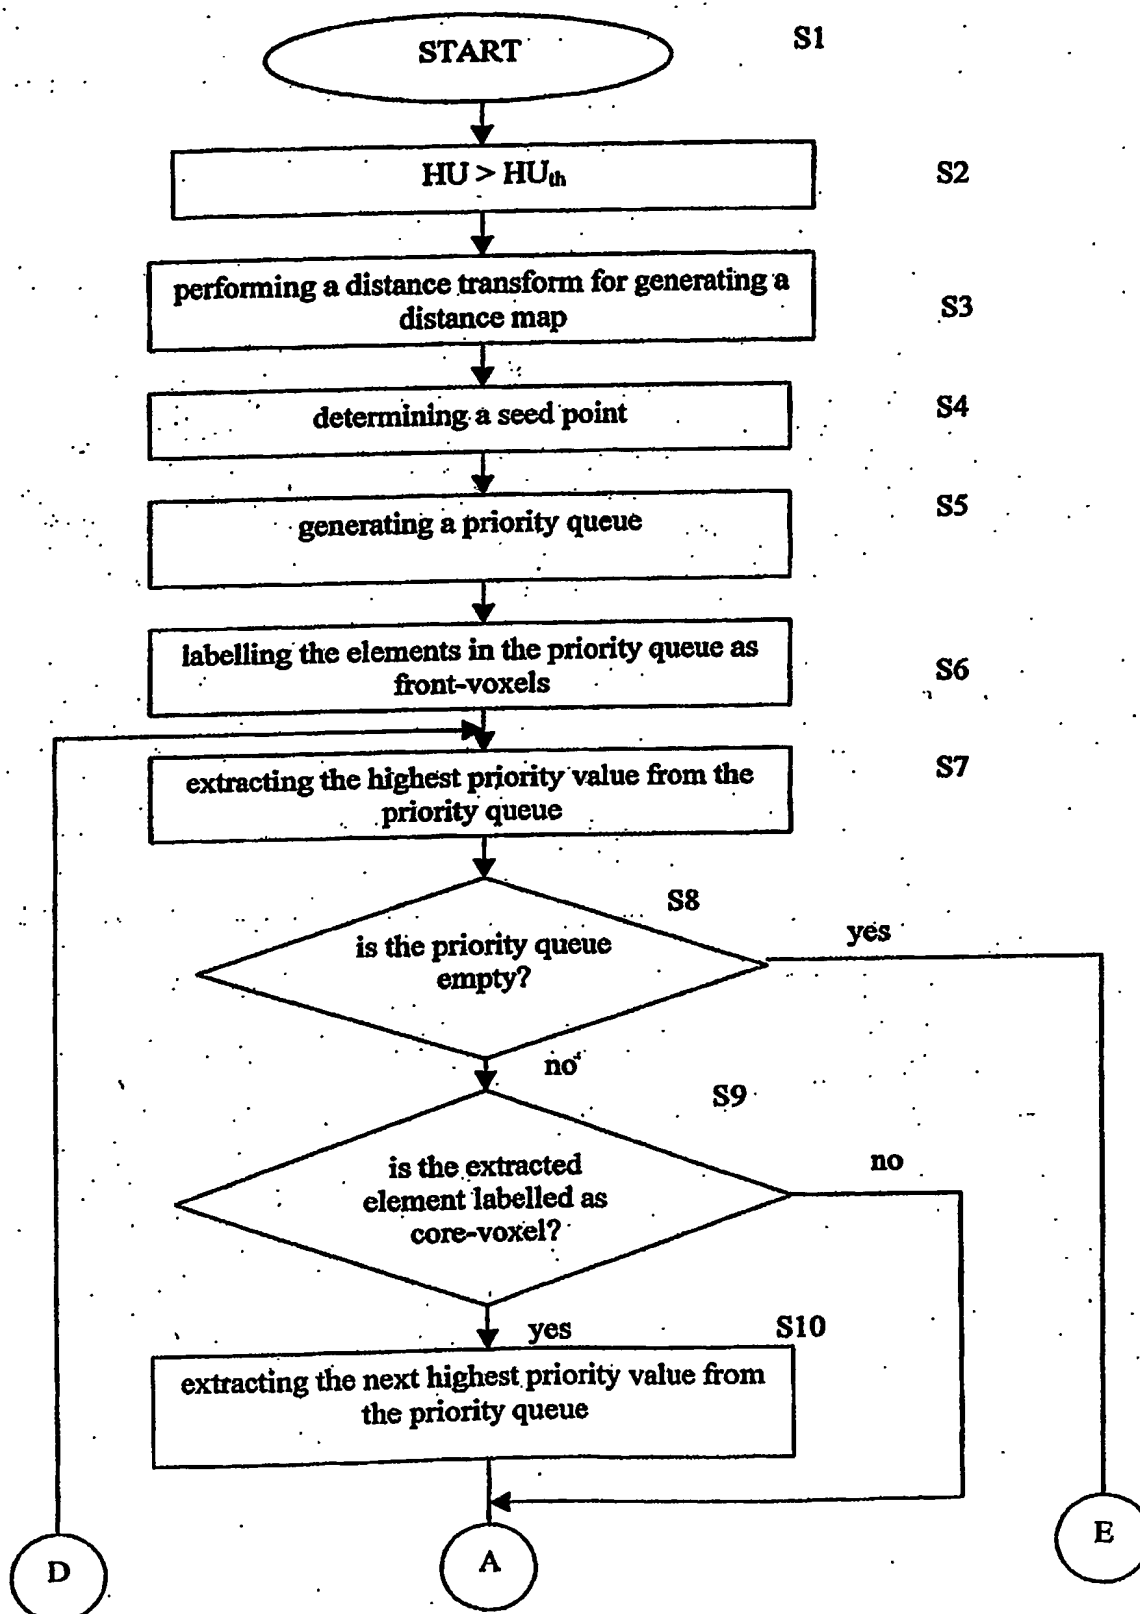 START
S1
HU > HUth
S2
performing a distance transform for generating a
distance map
S3
determining a seed point
S4
generating a priority queue
S5
labelling the elements in the priority queue as
front-voxels
S6
extracting the highest priority value from the
priority queue
S7
S8
is the priority queue
empty?
yes
no
S9
is the extracted
element labelled as
core-voxel?
no
yes
S10
extracting the next highest priority value from
the priority queue
D
A
E